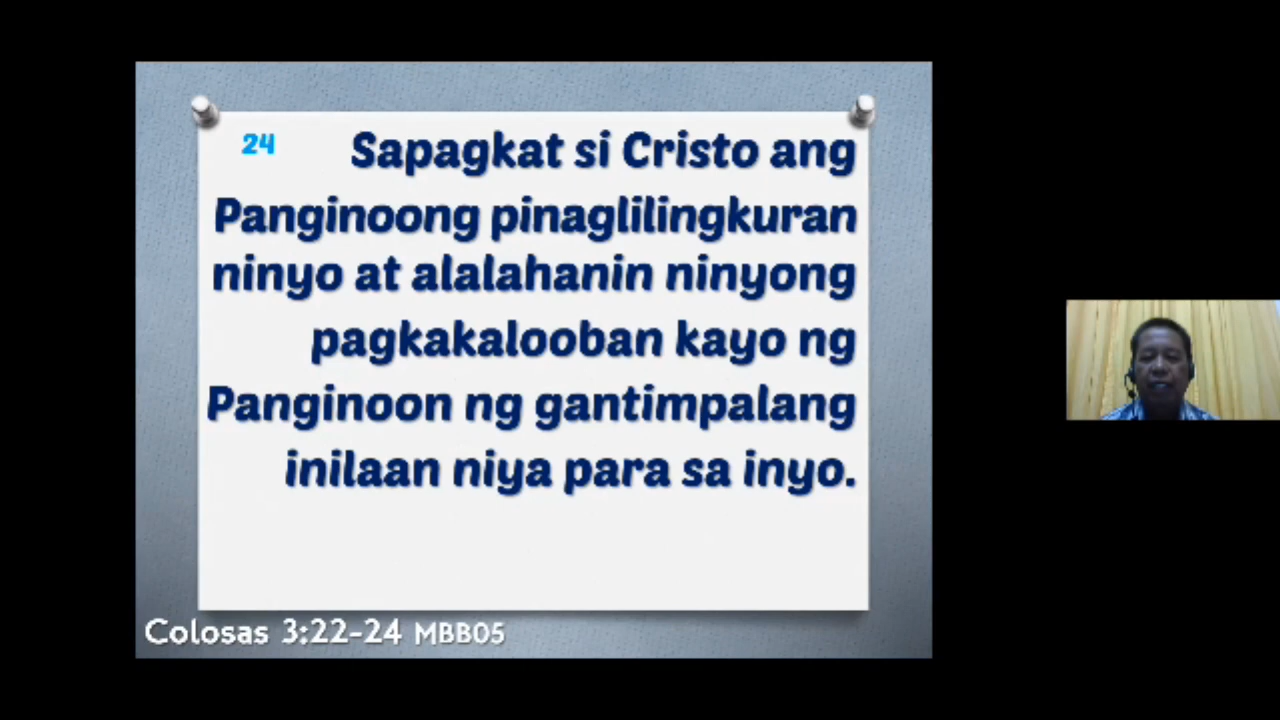 24 Sapagkat si Cristo ang
Panginoong pinaglilingkuran
ninyo at alalahanin ninyong
pagkakalooban kayo ng
Panginoon ng gantimpalang
inilaan niya para sa inyo.
Colosas 3:22-24 MBB05